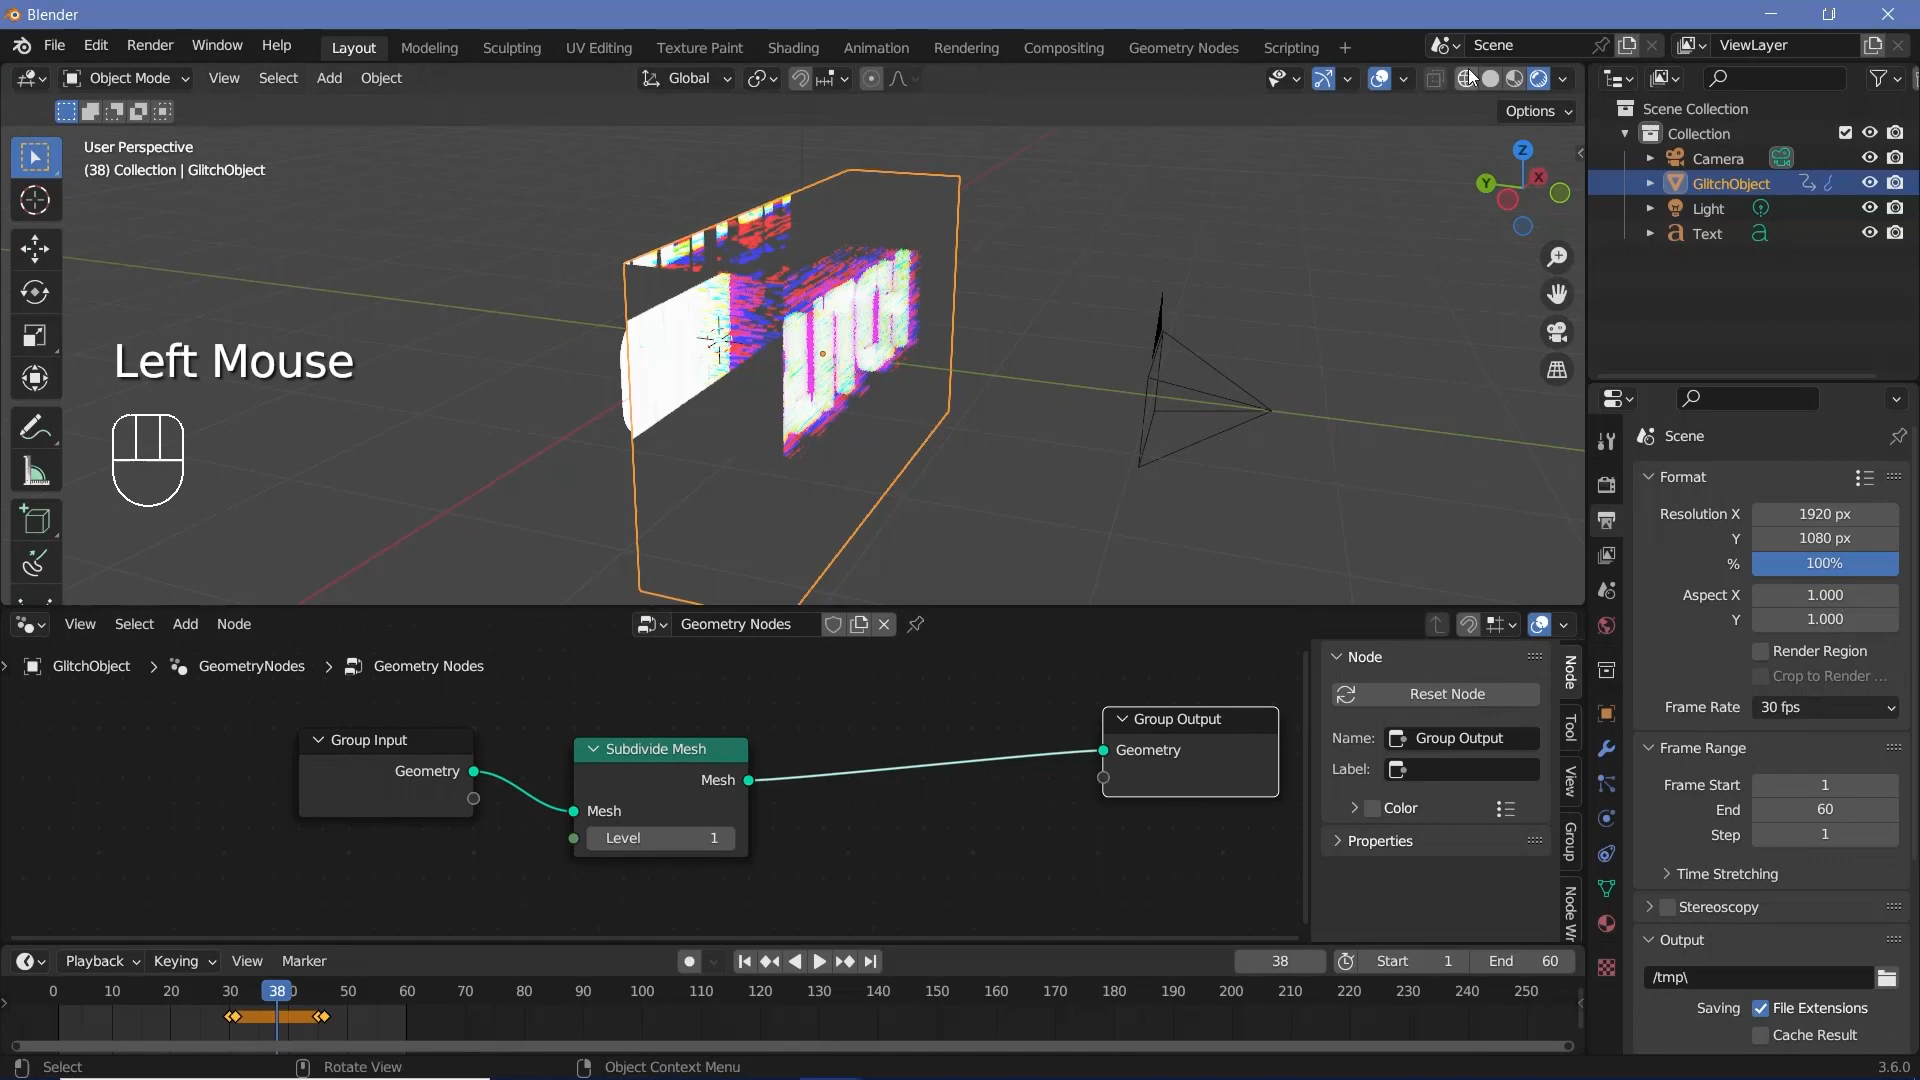 Blender
File Edit Render Window Help Layout Modeling Sculpting UV Editing Texture Paint Shading Animation Rendering Compositing Geometry Nodes Scripting + Scene ViewLayer
Object Mode View Select Add Object Global
Options
User Perspective
(38) Collection | GlitchObject
Z
Y
X
Left Mouse
Scene Collection
Collection
Camera
GlitchObject
Light
Text
Scene
Format
Resolution X 1920 px
Y 1080 px
% 100%
Aspect X 1.000
Y 1.000
Render Region
Crop to Render ...
Frame Rate 30 fps
Frame Range
Frame Start 1
End 60
Step 1
Time Stretching
Stereoscopy
Output
/tmp\
Saving File Extensions
Cache Result
View Select Add Node Geometry Nodes
GlitchObject > GeometryNodes > Geometry Nodes
Group Input
Geometry
Subdivide Mesh
Mesh
Mesh
Level 1
Group Output
Geometry
Node
Reset Node
Name: Group Output
Label:
Color
Properties
Node
Tool
View
Group
Node Wr
Playback Keying View Marker 38 Start 1 End 60
0 10 20 30 38 0 50 60 70 80 90 100 110 120 130 140 150 160 170 180 190 200 210 220 230 240 250
Select Rotate View Object Context Menu 3.6.0